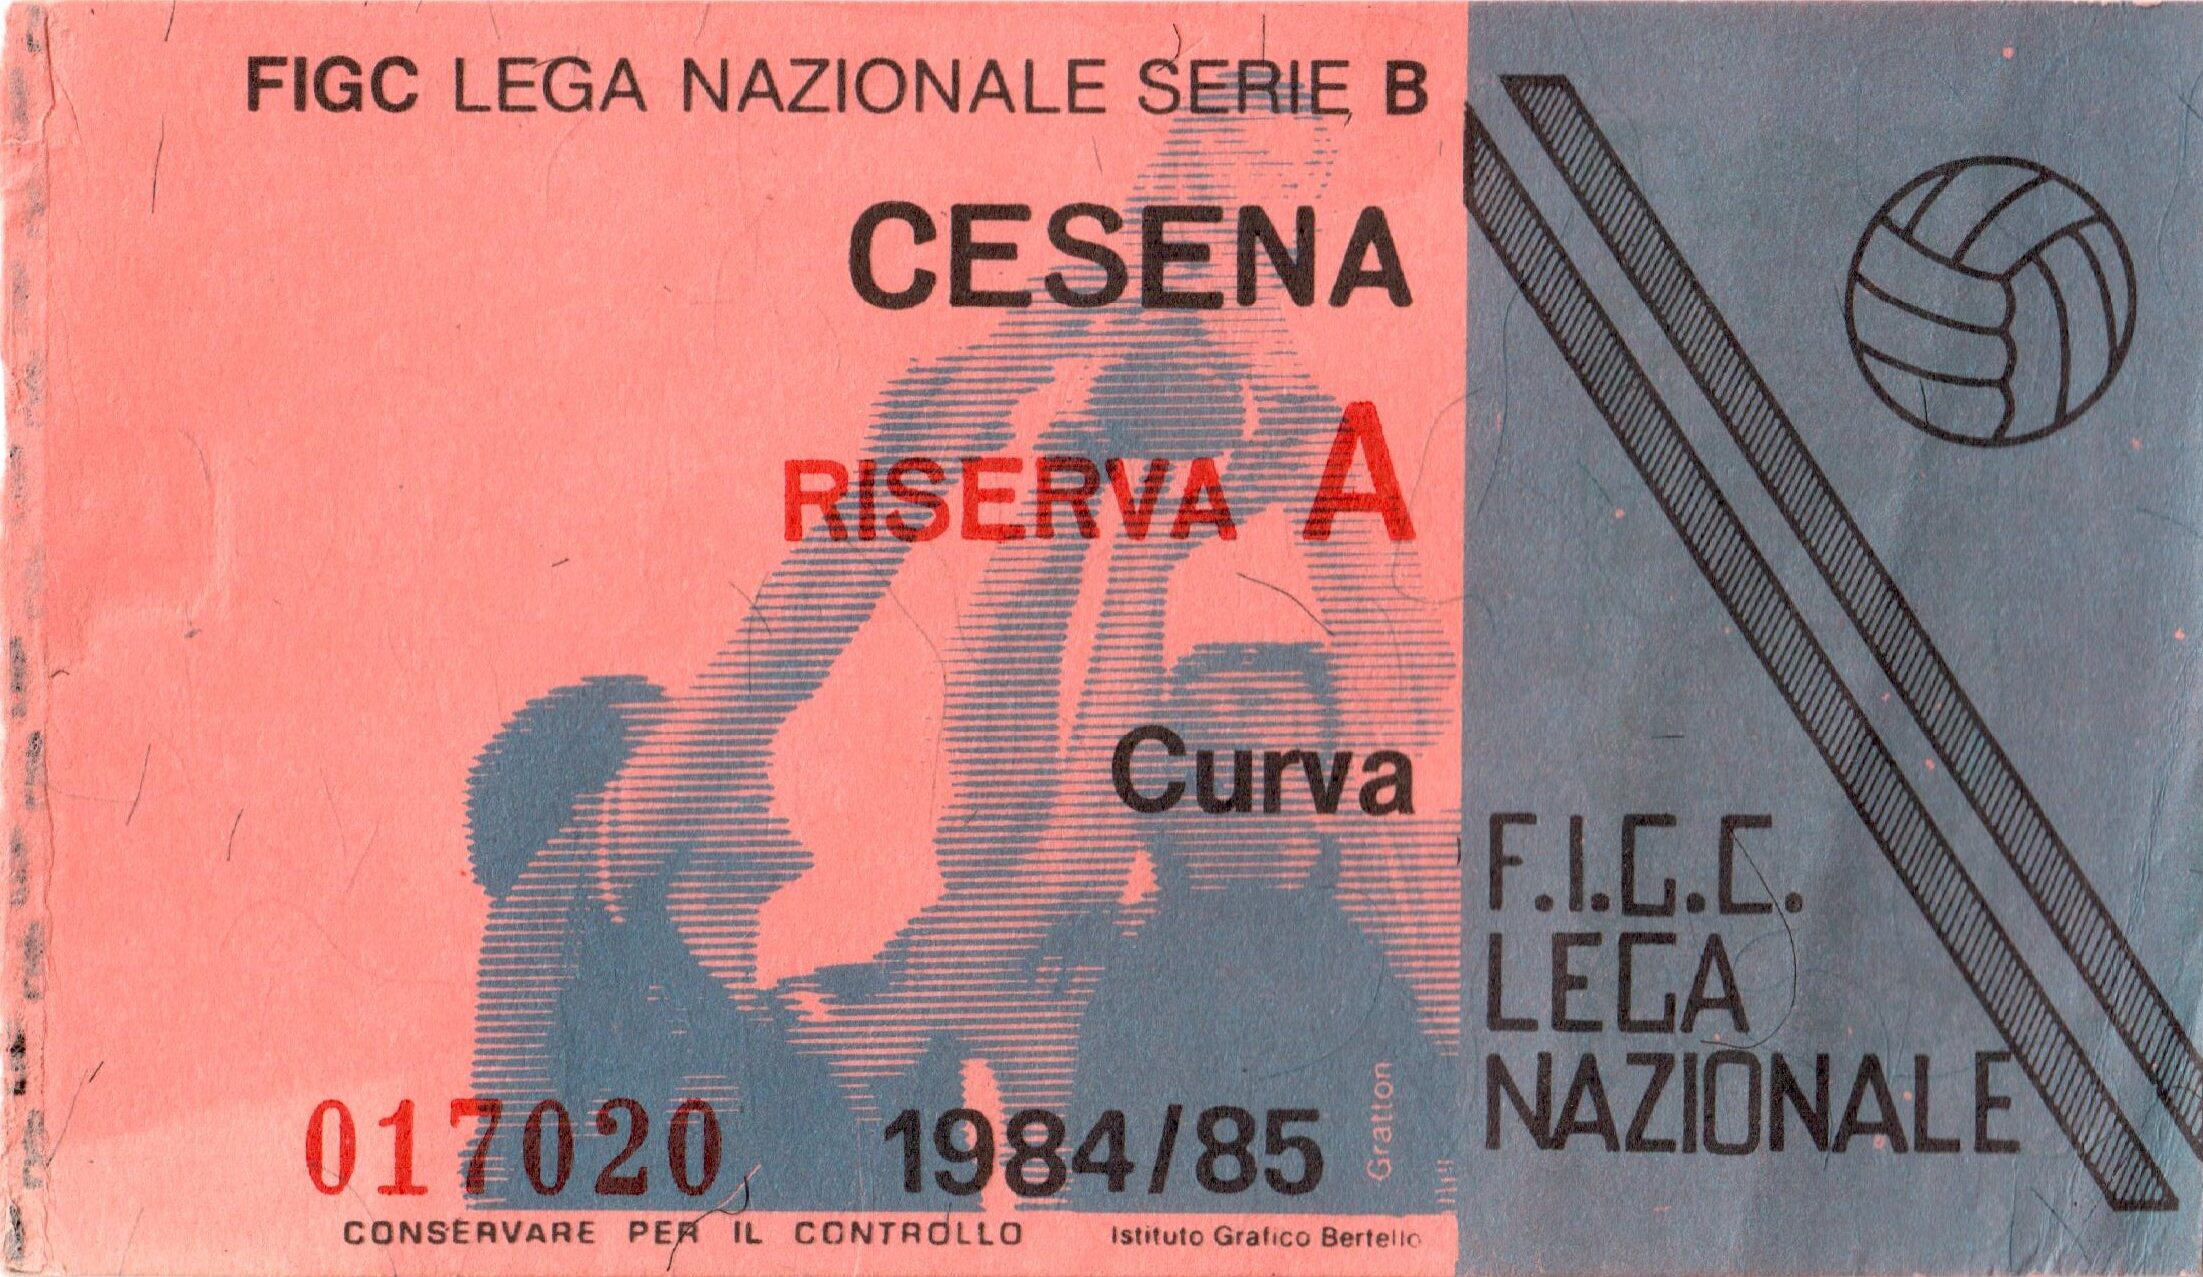 FIGC LEGA NAZIONALE SERIE B
CESENA
RISERVA A
Curva
017020
1984/85
Gratton
CONSERVARE PER IL CONTROLLO
Istituto Grafico Bertello
F.I.G.C.
LEGA
NAZIONALE